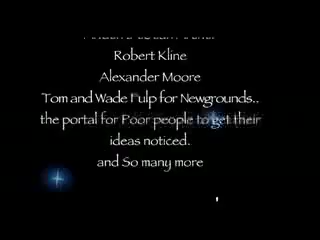 Robert Kline
Alexander Moore
Tom and Wade Fulp for Newgrounds..
the portal for Poor people to get their
ideas noticed.
and So many more